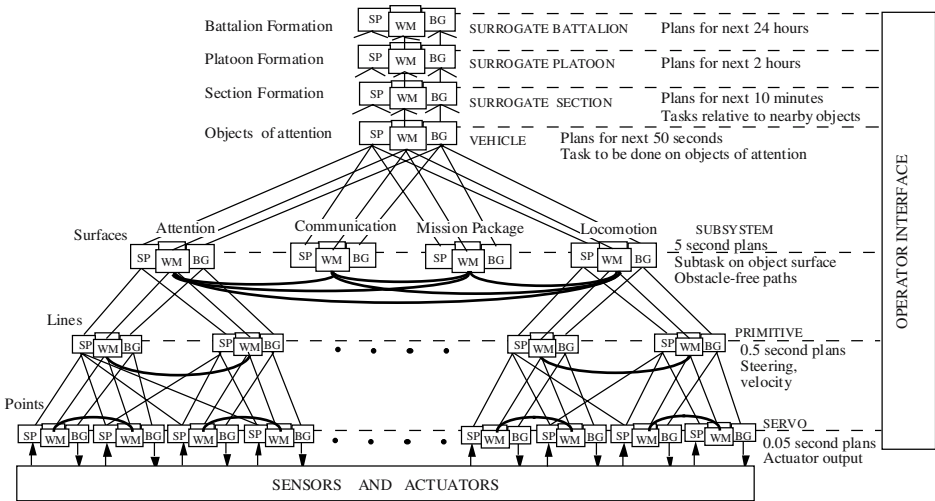 Battalion Formation SP WM BG SURROGATE BATTALION Plans for next 24 hours
Platoon Formation SP WM BG SURROGATE PLATOON Plans for next 2 hours
Section Formation SP WM BG SURROGATE SECTION Plans for next 10 minutes
Tasks relative to nearby objects
Objects of attention SP WM BG VEHICLE Plans for next 50 seconds
Task to be done on objects of attention
OPERATOR INTERFACE
Attention Communication Mission Package Locomotion SUBSYSTEM
Surfaces SP WM BG SP WM BG SP WM BG SP WM BG 5 second plans
Subtask on object surface
Obstacle-free paths
Lines SP WM BG SP WM BG SP WM BG SP WM BG PRIMITIVE
0.5 second plans
Steering,
velocity
Points SP WM BG SP WM BG SP WM BG SP WM BG SP WM BG SP WM BG SP WM BG SP WM BG SERVO
0.05 second plans
Actuator output
SENSORS AND ACTUATORS